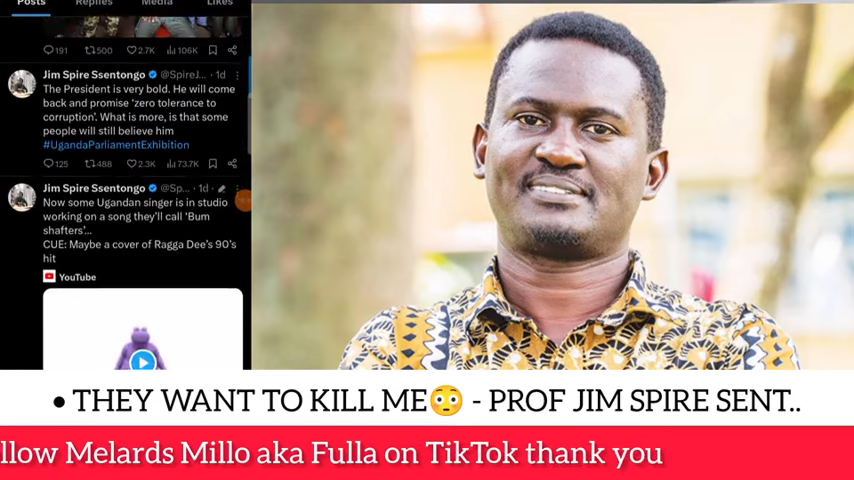 Posts Replies Media Likes
191 500 2.7K 106K
Jim Spire Ssentongo @SpireJ... · 1d
The President is very bold. He will come
back and promise ‘zero tolerance to
corruption’. What is more, is that some
people will still believe him
#UgandaParliamentExhibition
125 488 2.3K 73.7K
Jim Spire Ssentongo @Sp... · 1d ·
Now some Ugandan singer is in studio
working on a song they’ll call ‘Bum
shafters’...
CUE: Maybe a cover of Ragga Dee’s 90’s
hit
YouTube
• THEY WANT TO KILL ME😳 - PROF JIM SPIRE SENT..
llow Melards Millo aka Fulla on TikTok thank you